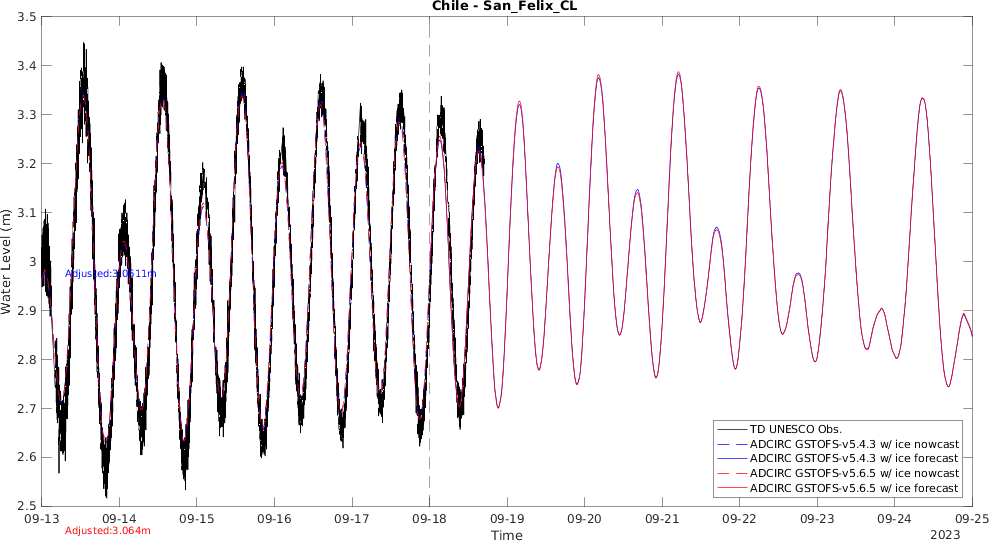 Chile - San_Felix_CL
3.5
3.4
3.3
3.2
3.1
3
2.9
2.8
2.7
2.6
2.5
Water Level (m)
Adjusted:3.0611m
TD UNESCO Obs.
ADCIRC GSTOFS-v5.4.3 w/ ice nowcast
ADCIRC GSTOFS-v5.4.3 w/ ice forecast
ADCIRC GSTOFS-v5.6.5 w/ ice nowcast
ADCIRC GSTOFS-v5.6.5 w/ ice forecast
09-13 09-14 09-15 09-16 09-17 09-18 09-19 09-20 09-21 09-22 09-23 09-24 09-25
Adjusted:3.064m
Time
2023